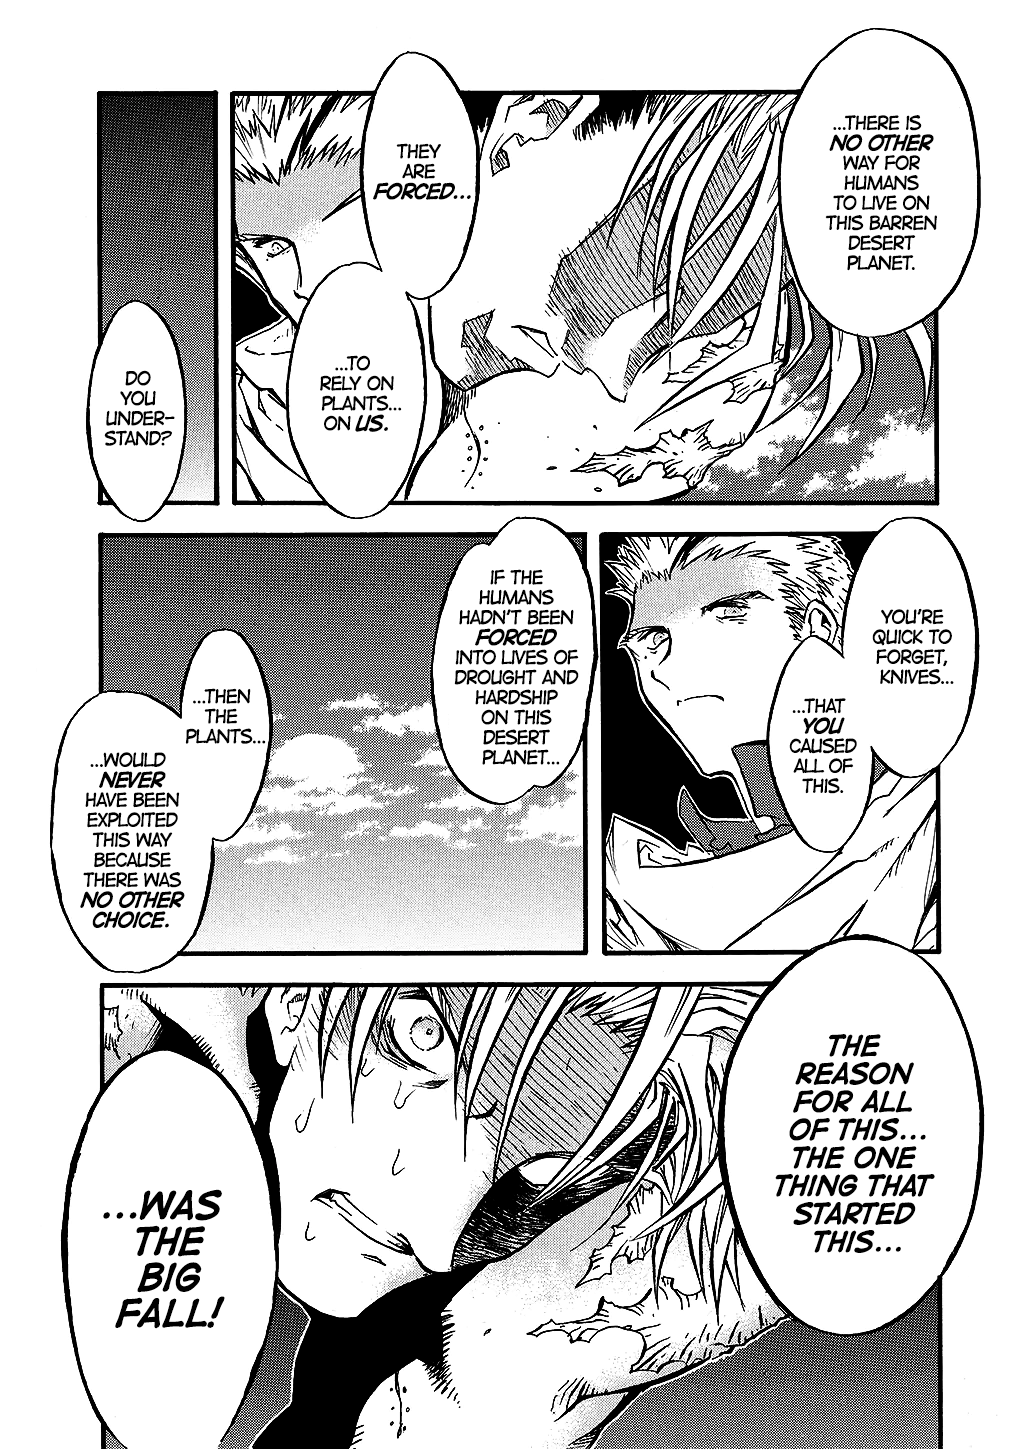 ...THERE IS
NO OTHER
WAY FOR
HUMANS
TO LIVE ON
THIS BARREN
DESERT
PLANET.
THEY
ARE
FORCED...
...TO
RELY ON
PLANTS...
ON US.
DO
YOU
UNDER-
STAND?
YOU'RE
QUICK TO
FORGET,
KNIVES...
...THAT
YOU
CAUSED
ALL OF
THIS.
IF THE
HUMANS
HADN'T BEEN
FORCED
INTO LIVES OF
DROUGHT AND
HARDSHIP
ON THIS
DESERT
PLANET...
...THEN
THE
PLANTS...
...WOULD
NEVER
HAVE BEEN
EXPLOITED
THIS WAY
BECAUSE
THERE WAS
NO OTHER
CHOICE.
THE
REASON
FOR ALL
OF THIS...
THE ONE
THING THAT
STARTED
THIS...
...WAS
THE
BIG
FALL!